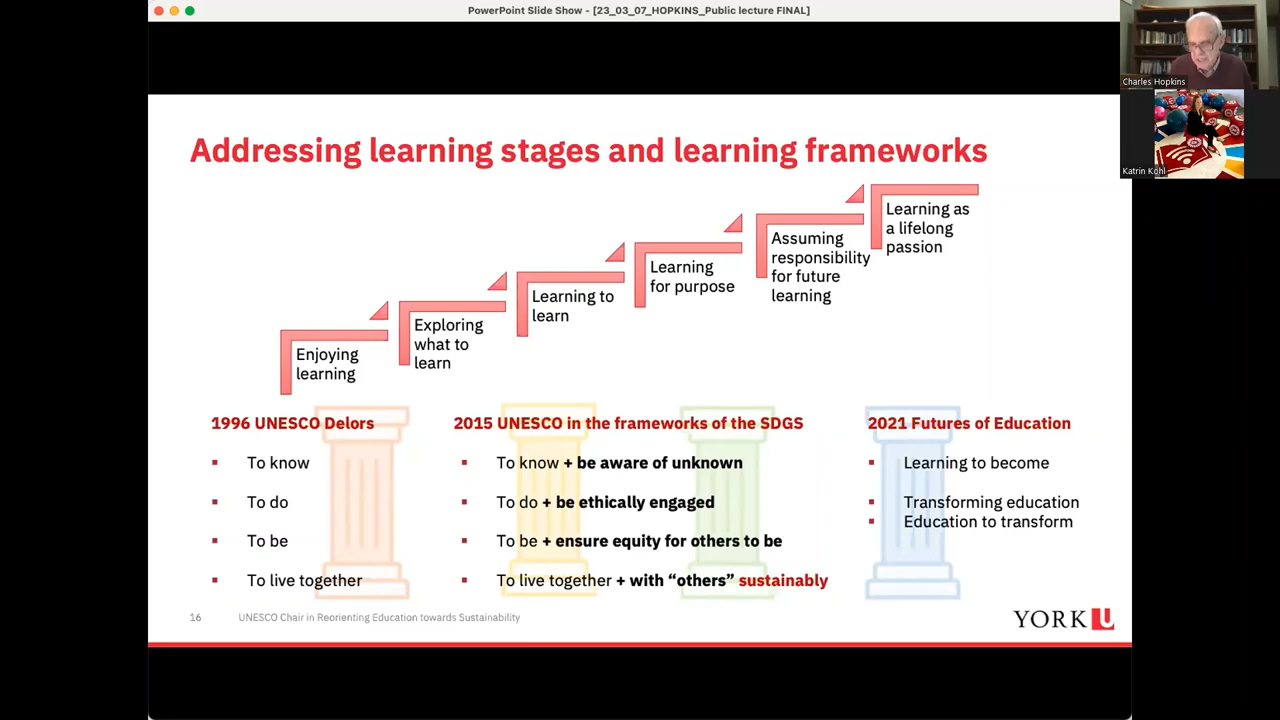 PowerPoint Slide Show - [23_03_07_HOPKINS_Public lecture FINAL]
Charles Hopkins
Katrin Kohl
Addressing learning stages and learning frameworks
Enjoying
learning
Exploring
what to
learn
Learning to
learn
Learning
for purpose
Assuming
responsibility
for future
learning
Learning as
a lifelong
passion
1996 UNESCO Delors
To know
To do
To be
To live together
2015 UNESCO in the frameworks of the SDGS
To know + be aware of unknown
To do + be ethically engaged
To be + ensure equity for others to be
To live together + with “others” sustainably
2021 Futures of Education
Learning to become
Transforming education
Education to transform
16
UNESCO Chair in Reorienting Education towards Sustainability
YORK U